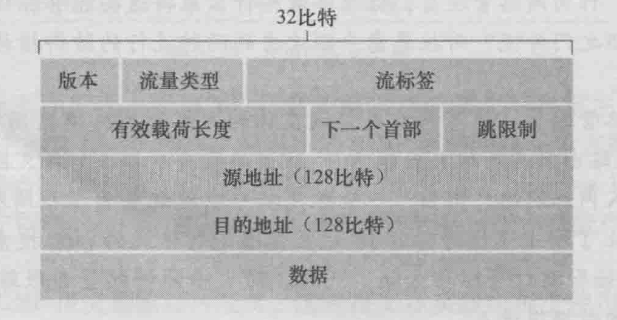 32比特
版本 流量类型 流标签
有效载荷长度 下一个首部 跳限制
源地址（128比特）
目的地址（128比特）
数据